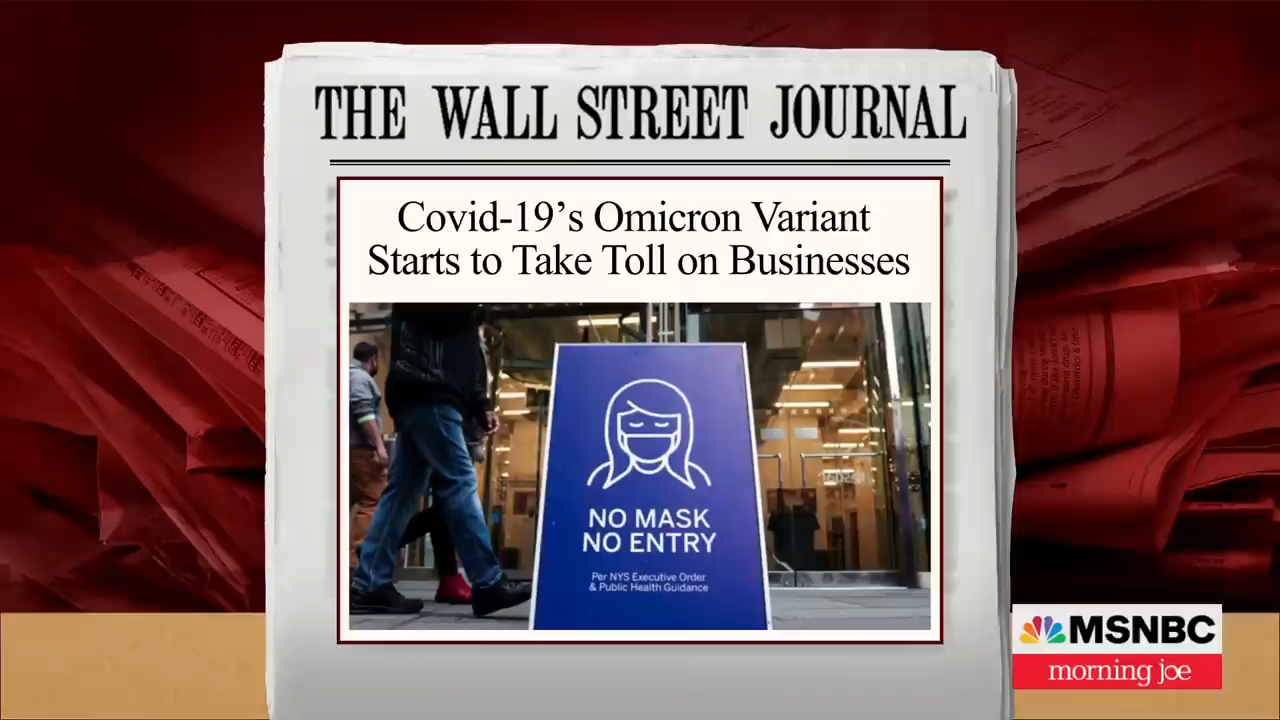 THE WALL STREET JOURNAL
Covid-19’s Omicron Variant
Starts to Take Toll on Businesses
NO MASK
NO ENTRY
Per NYS Executive Order
& Public Health Guidance
MSNBC
morning joe